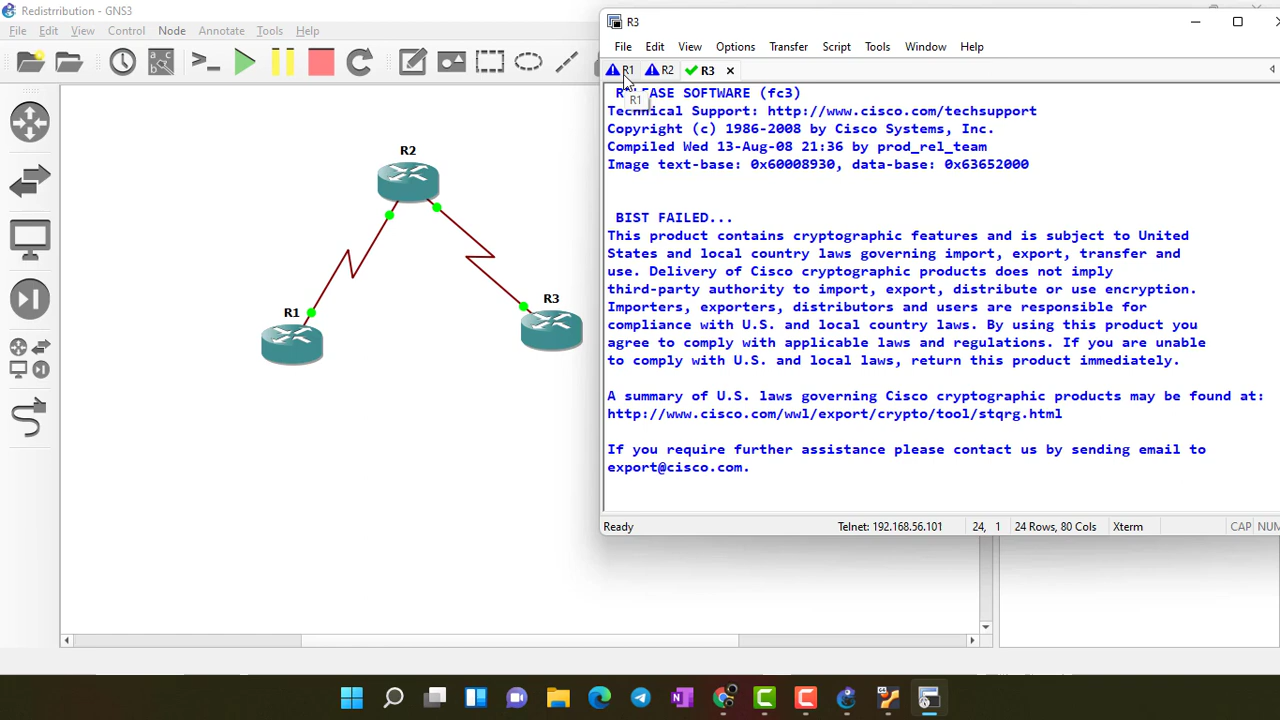 Redistrribution - GNS3
File Edit View Control Node Annotate Tools Help
R2
R1
R3
R3
File Edit View Options Transfer Script Tools Window Help
R1 R2 R3
R1
RELEASE SOFTWARE (fc3)
Technical Support: http://www.cisco.com/techsupport
Copyright (c) 1986-2008 by Cisco Systems, Inc.
Compiled Wed 13-Aug-08 21:36 by prod_rel_team
Image text-base: 0x60008930, data-base: 0x63652000
BIST FAILED...
This product contains cryptographic features and is subject to United
States and local country laws governing import, export, transfer and
use. Delivery of Cisco cryptographic products does not imply
third-party authority to import, export, distribute or use encryption.
Importers, exporters, distributors and users are responsible for
compliance with U.S. and local country laws. By using this product you
agree to comply with applicable laws and regulations. If you are unable
to comply with U.S. and local laws, return this product immediately.
A summary of U.S. laws governing Cisco cryptographic products may be found at:
http://www.cisco.com/wwl/export/crypto/tool/stqrg.html
If you require further assistance please contact us by sending email to
export@cisco.com.
Ready Telnet: 192.168.56.101 24, 1 24 Rows, 80 Cols Xterm CAP NUM